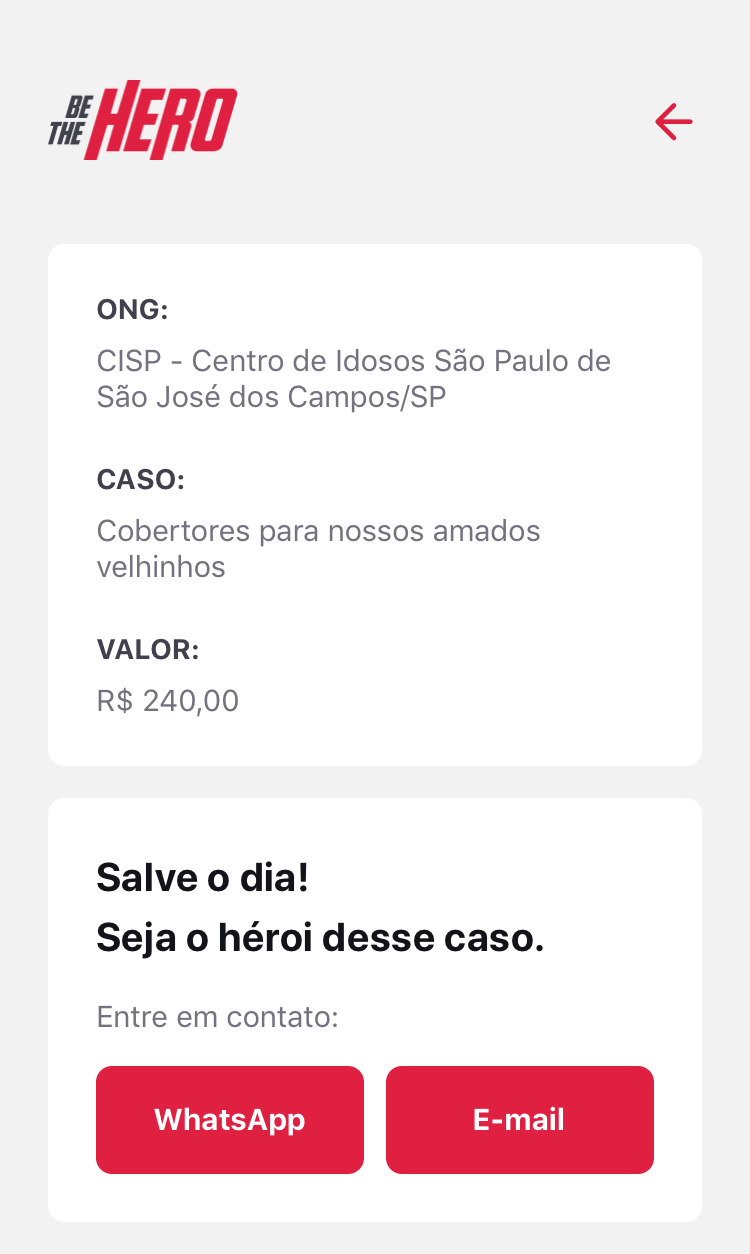 BE
THE HERO
ONG:
CISP - Centro de Idosos São Paulo de
São José dos Campos/SP
CASO:
Cobertores para nossos amados
velhinhos
VALOR:
R$ 240,00
Salve o dia!
Seja o héroi desse caso.
Entre em contato:
WhatsApp
E-mail